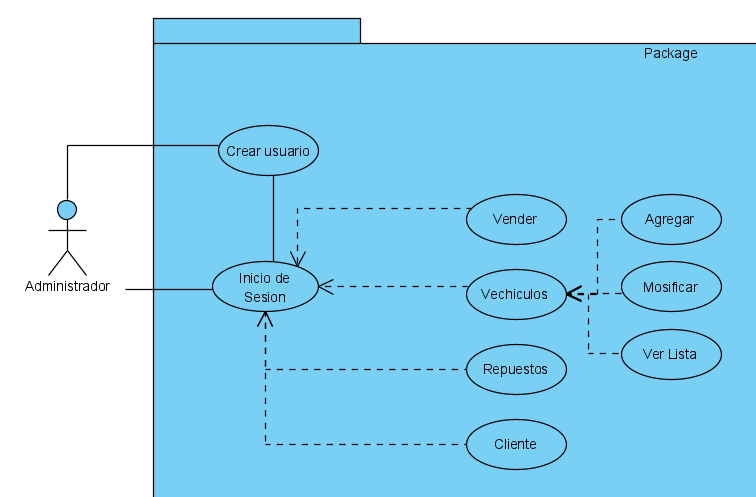 Package
Crear usuario
Vender
Agregar
Administrador
Inicio de
Sesion
Vechiculos
Mosificar
Ver Lista
Repuestos
Cliente